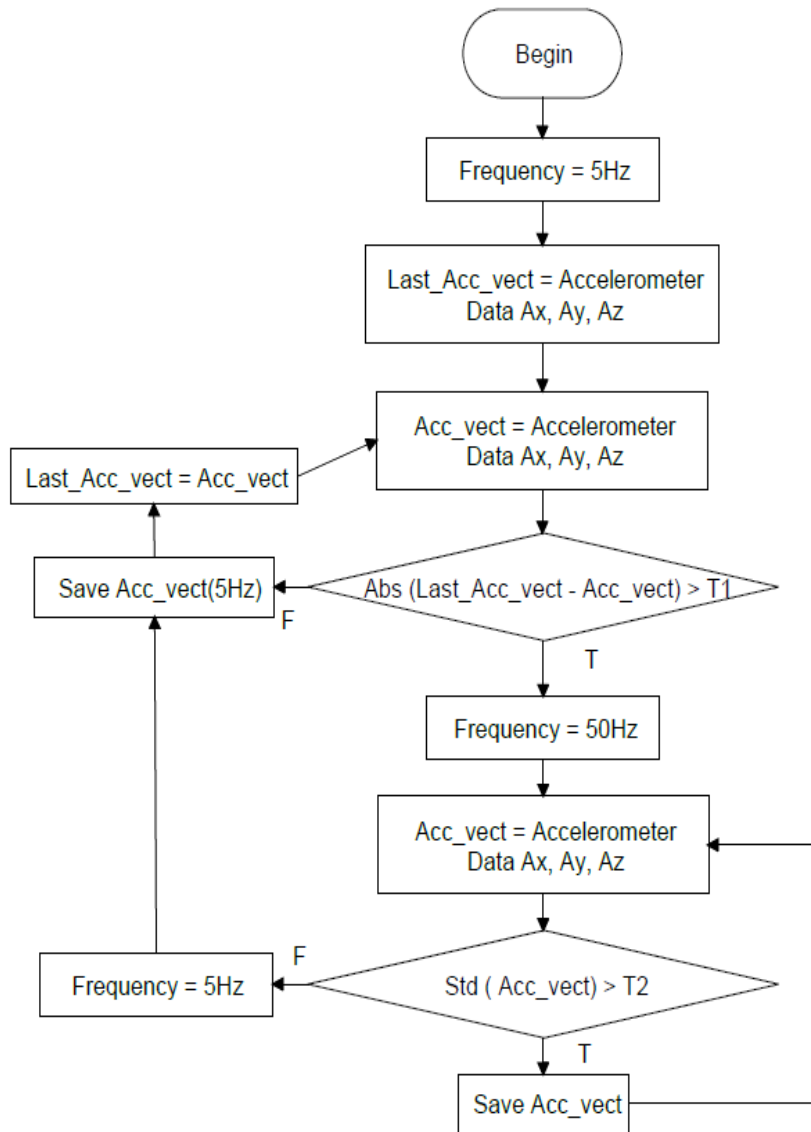 Begin
Frequency = 5Hz
Last_Acc_vect = Accelerometer
Data Ax, Ay, Az
Acc_vect = Accelerometer
Data Ax, Ay, Az
Last_Acc_vect = Acc_vect
Save Acc_vect(5Hz)
Abs (Last_Acc_vect - Acc_vect) > T1
F
T
Frequency = 50Hz
Acc_vect = Accelerometer
Data Ax, Ay, Az
F
Frequency = 5Hz
Std ( Acc_vect) > T2
T
Save Acc_vect